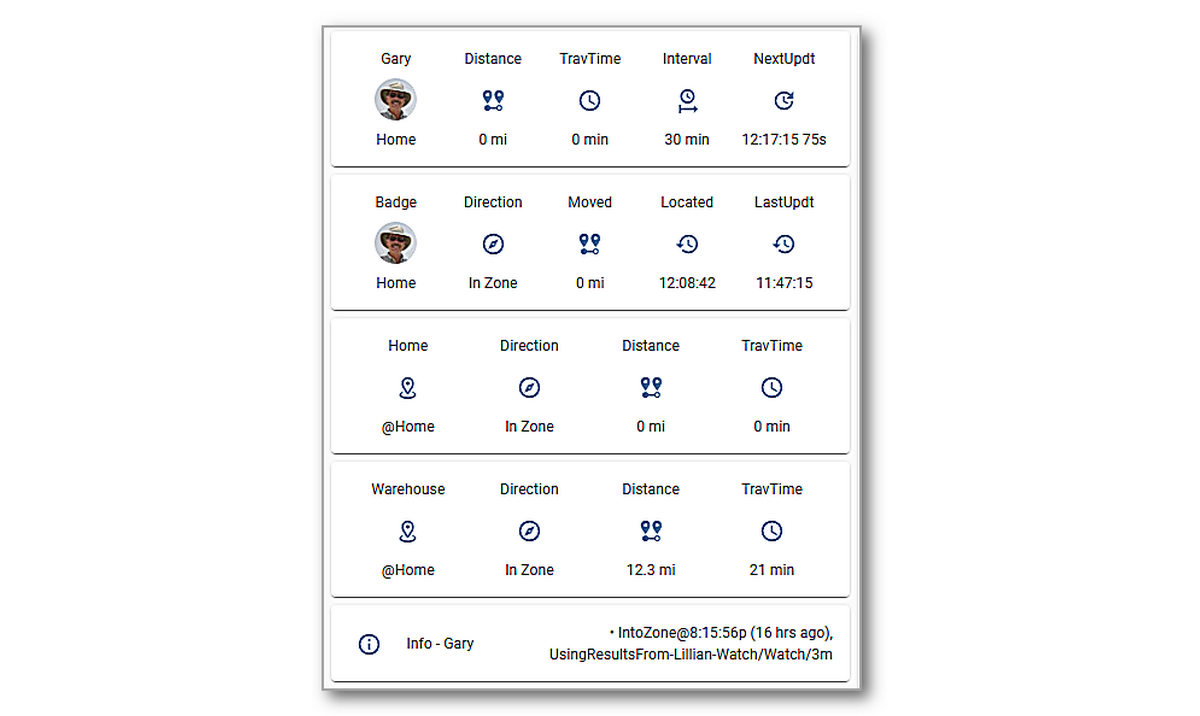 Gary Distance TravTime Interval NextUpdt
Home 0 mi 0 min 30 min 12:17:15 75s
Badge Direction Moved Located LastUpdt
Home In Zone 0 mi 12:08:42 11:47:15
Home Direction Distance TravTime
@Home In Zone 0 mi 0 min
Warehouse Direction Distance TravTime
@Home In Zone 12.3 mi 21 min
Info - Gary
• IntoZone@8:15:56p (16 hrs ago),
UsingResultsFrom-Lillian-Watch/Watch/3m